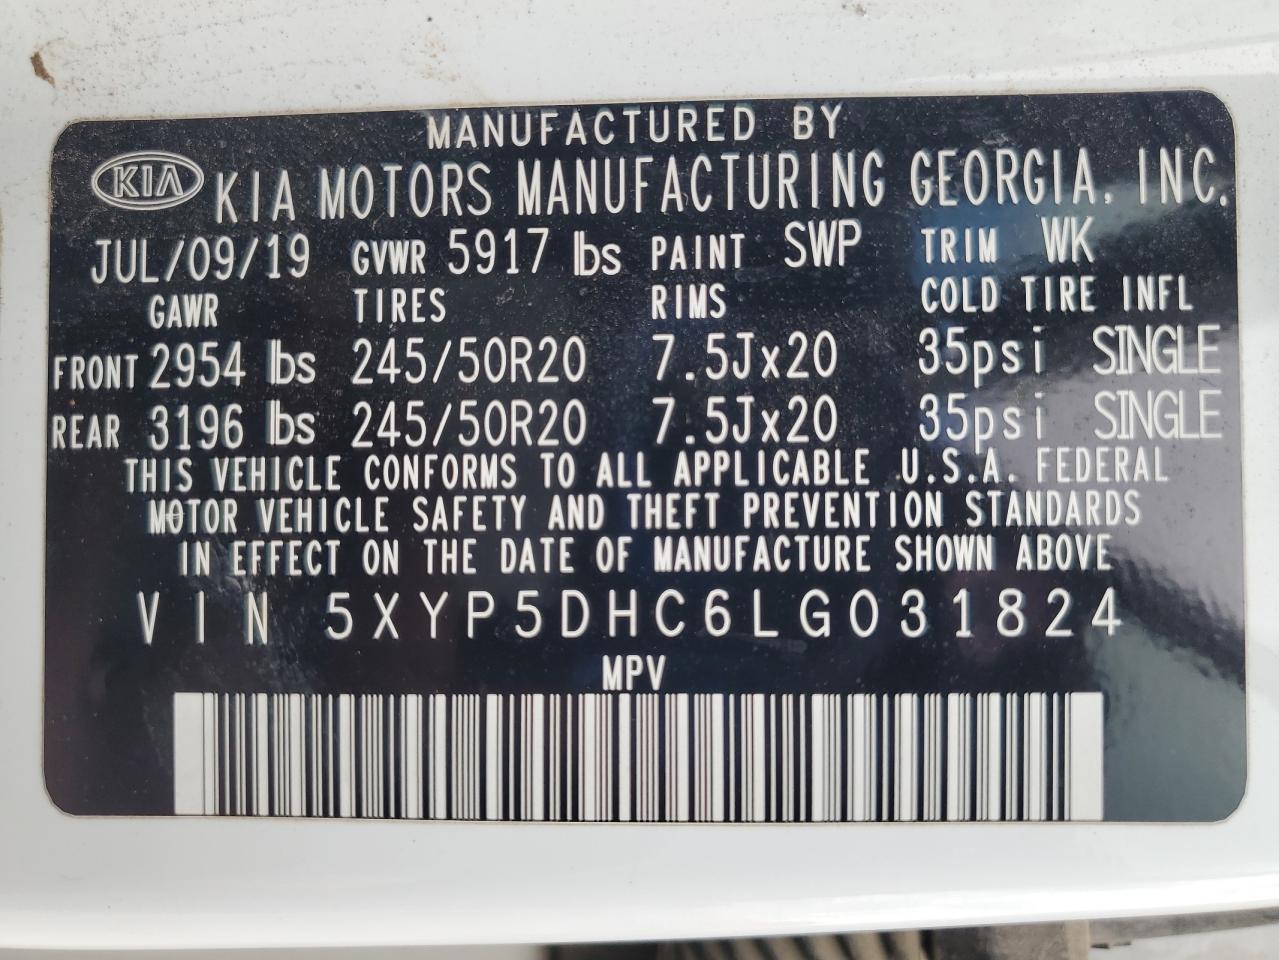 MANUFACTURED BY
KIA KIA MOTORS MANUFACTURING GEORGIA, INC.
JUL/09/19 GVWR 5917 lbs PAINT SWP TRIM WK
GAWR TIRES RIMS COLD TIRE INFL
FRONT 2954 lbs 245/50R20 7.5Jx20 35psi SINGLE
REAR 3196 lbs 245/50R20 7.5Jx20 35psi SINGLE
THIS VEHICLE CONFORMS TO ALL APPLICABLE U.S.A. FEDERAL
MOTOR VEHICLE SAFETY AND THEFT PREVENTION STANDARDS
IN EFFECT ON THE DATE OF MANUFACTURE SHOWN ABOVE
VIN 5XYP5DHC6LG031824
MPV